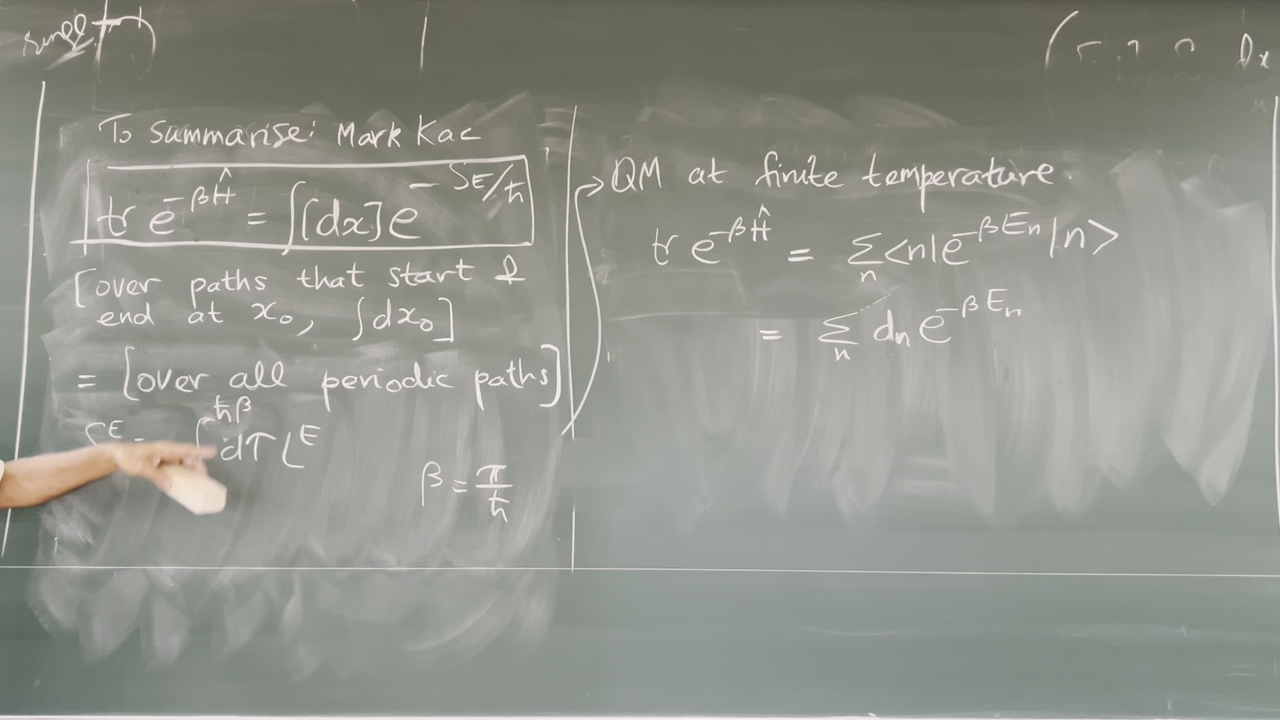 To Summarise: Mark Kac
tr e^{-βĤ} = ∫[dx] e^{-S_E/ħ}
[over paths that start &
end at x₀, ∫dx₀]
= [over all periodic paths]
S^E = ∫^{ħβ} dτ L^E
β = π/ħ
→ QM at finite temperature.
tr e^{-βĤ} = Σ_n <n|e^{-βE_n}|n>
= Σ_n d_n e^{-βE_n}